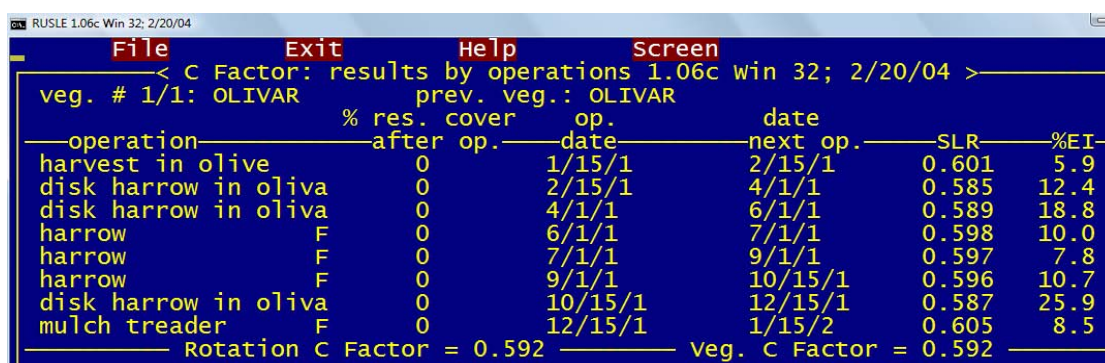 RUSLE 1.06c Win 32; 2/20/04
File Exit Help Screen
< C Factor: results by operations 1.06c Win 32; 2/20/04 >
veg. # 1/1: OLIVAR prev. veg.: OLIVAR
% res. cover op. date
operation after op. date next op. SLR %EI
harvest in olive 0 1/15/1 2/15/1 0.601 5.9
disk harrow in oliva 0 2/15/1 4/1/1 0.585 12.4
disk harrow in oliva 0 4/1/1 6/1/1 0.589 18.8
harrow F 0 6/1/1 7/1/1 0.598 10.0
harrow F 0 7/1/1 9/1/1 0.597 7.8
harrow F 0 9/1/1 10/15/1 0.596 10.7
disk harrow in oliva 0 10/15/1 12/15/1 0.587 25.9
mulch treader F 0 12/15/1 1/15/2 0.605 8.5
Rotation C Factor = 0.592 Veg. C Factor = 0.592